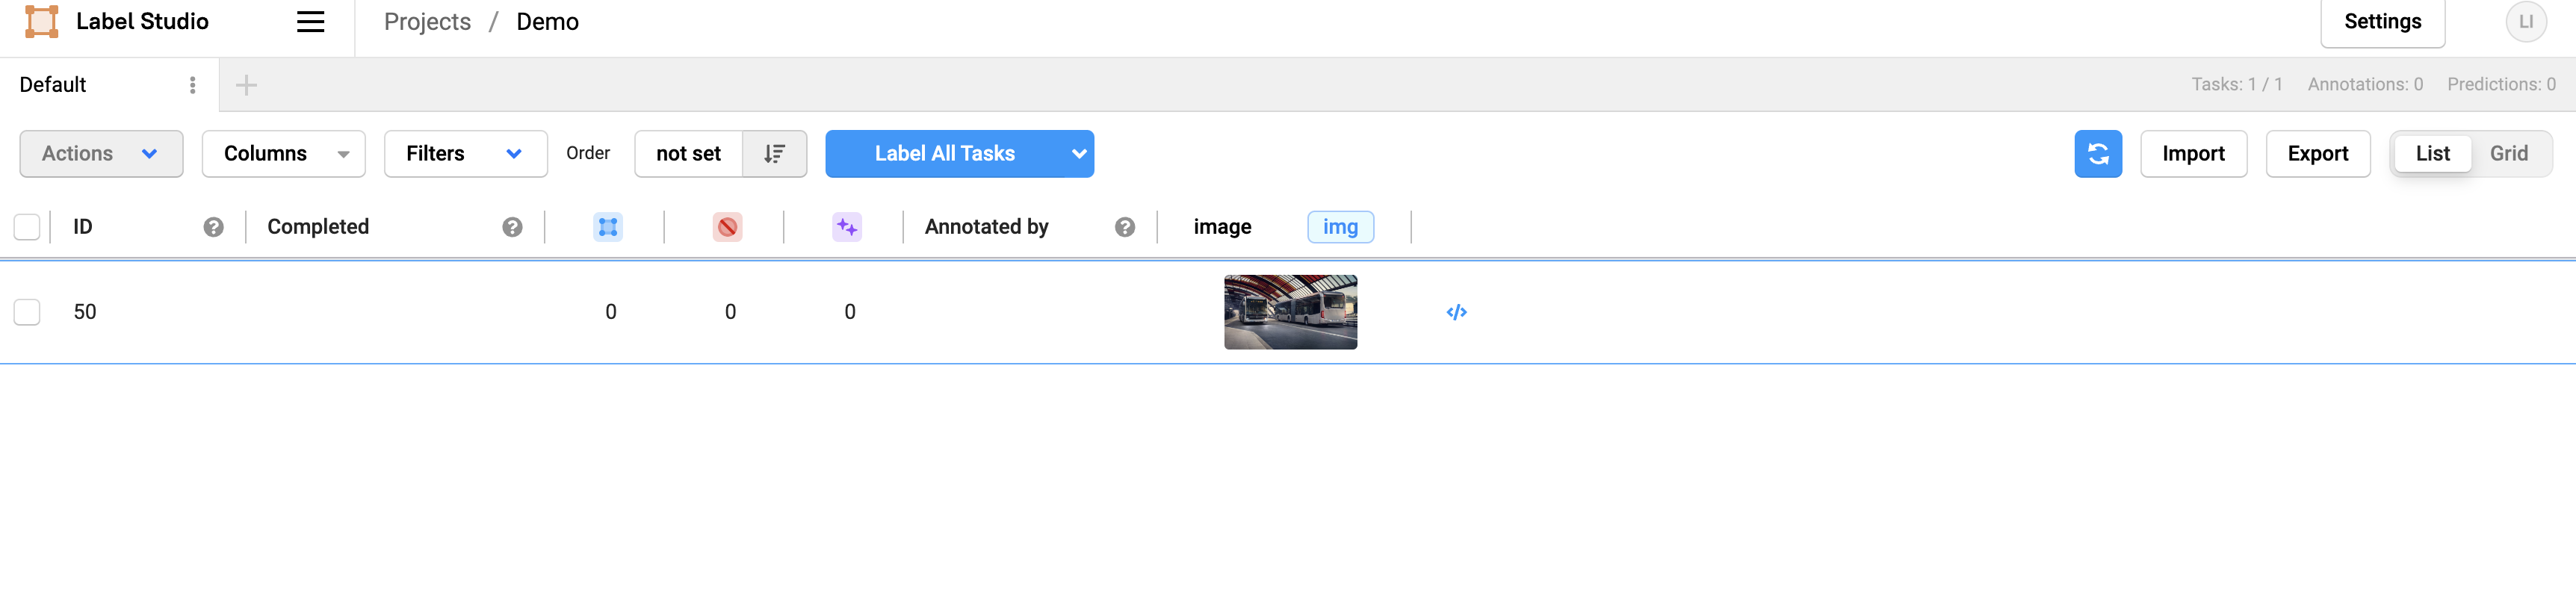 Label Studio Projects / Demo Settings LI
Default Tasks: 1 / 1 Annotations: 0 Predictions: 0
Actions Columns Filters Order not set Label All Tasks Import Export List Grid
ID Completed Annotated by image img
50 0 0 0 </>